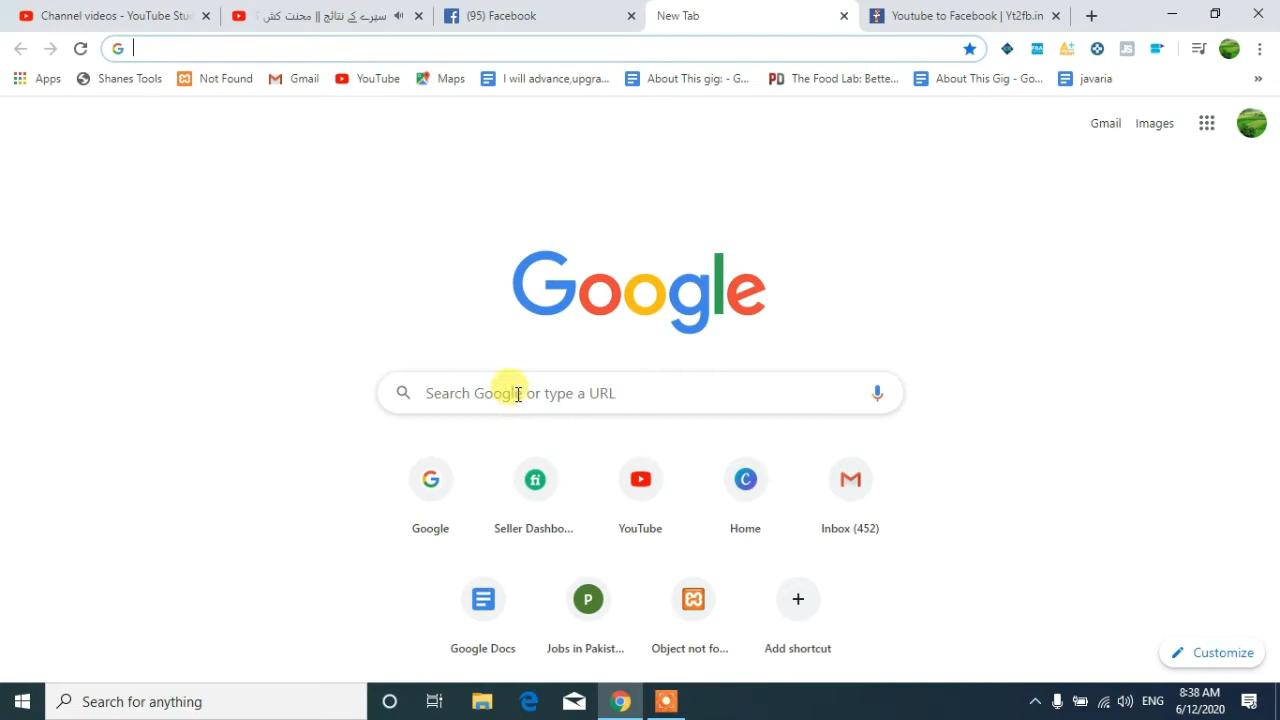 Channel videos - YouTube Stu
سیزے کے نتائج || محنت کش ؟
(95) Facebook
New Tab
Youtube to Facebook | Yt2fb.in
Apps
Shanes Tools
Not Found
Gmail
YouTube
Maps
I will advance,upgra...
About This gig: - G...
The Food Lab: Bette...
About This Gig - Go...
javaria
Gmail
Images
Google
Search Google or type a URL
Google
Seller Dashbo...
YouTube
Home
Inbox (452)
Google Docs
Jobs in Pakist...
Object not fo...
Add shortcut
Customize
Search for anything
ENG
8:38 AM
6/12/2020